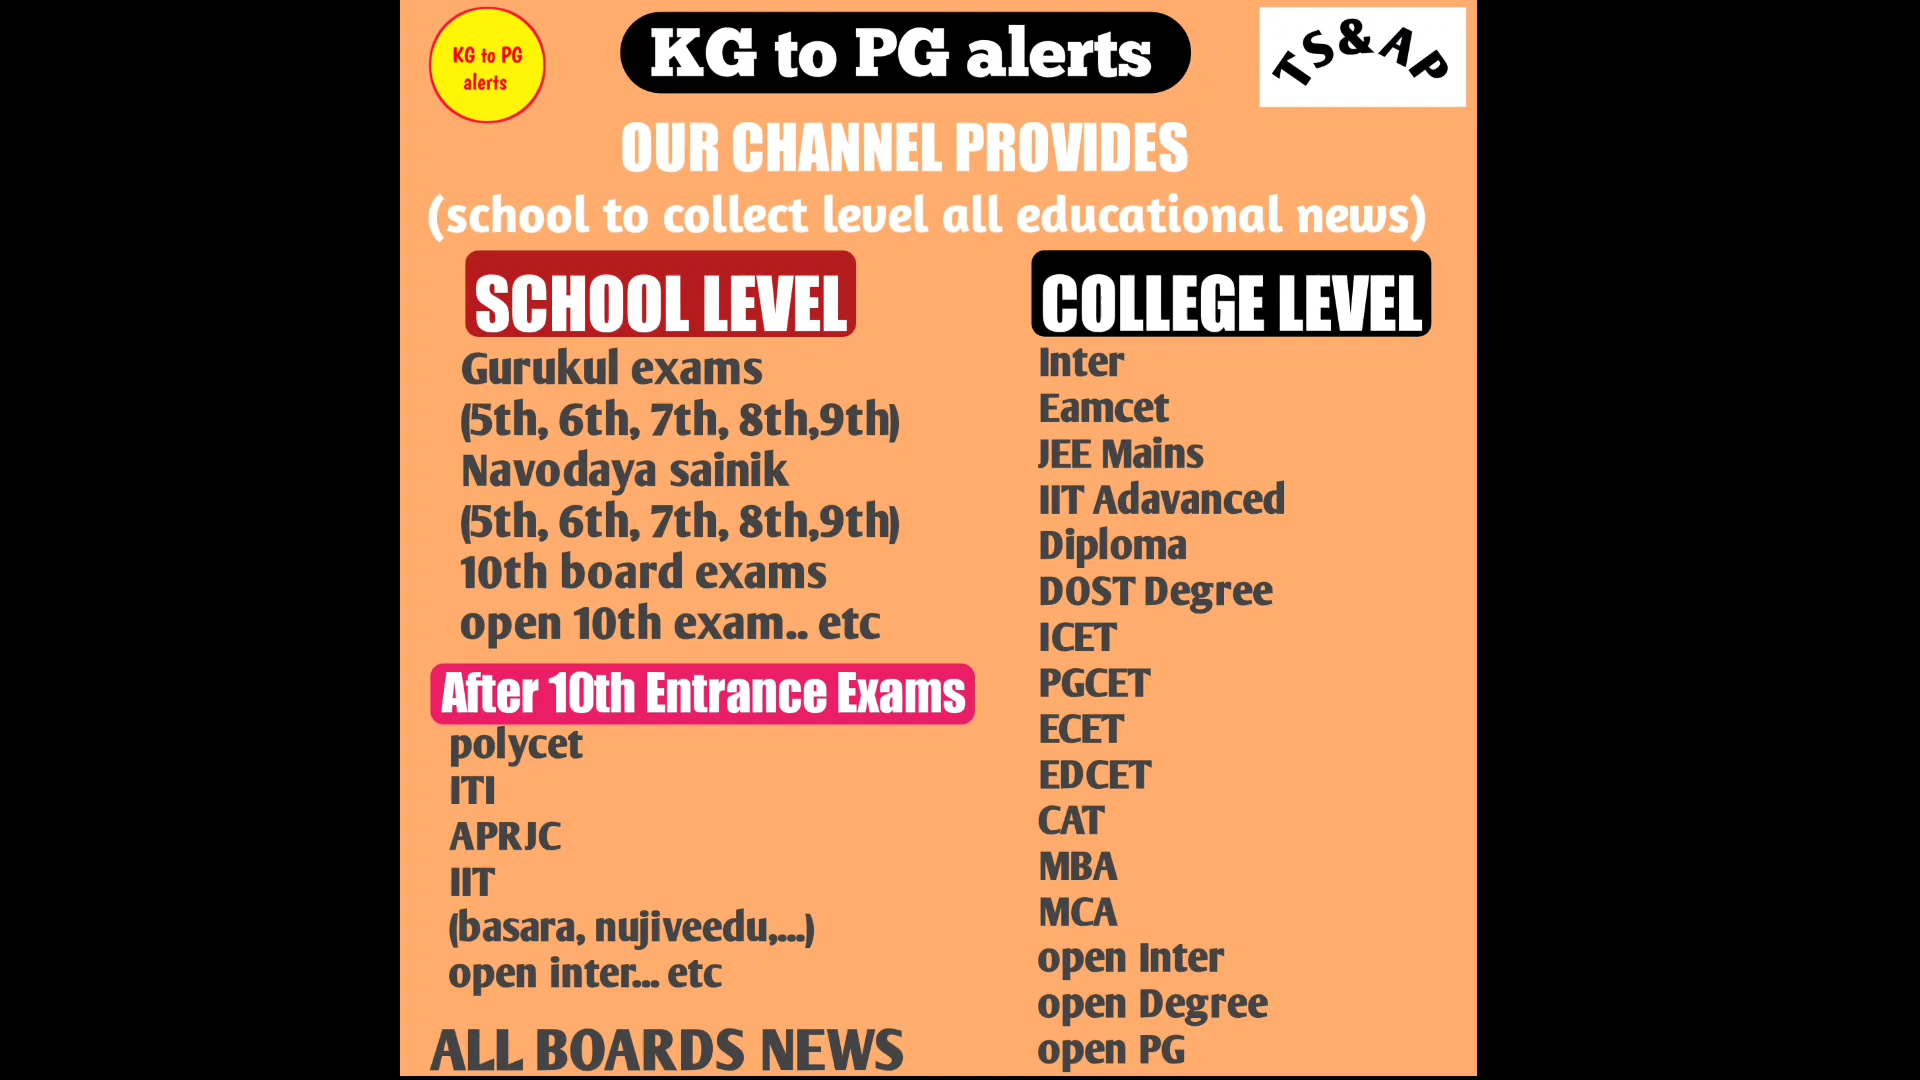 KG to PG
alerts
KG to PG alerts
TS&AP
OUR CHANNEL PROVIDES
(school to collect level all educational news)
SCHOOL LEVEL
Gurukul exams
(5th, 6th, 7th, 8th,9th)
Navodaya sainik
(5th, 6th, 7th, 8th,9th)
10th board exams
open 10th exam.. etc
After 10th Entrance Exams
polycet
ITI
APRJC
IIT
(basara, nujiveedu,...)
open inter... etc
ALL BOARDS NEWS
COLLEGE LEVEL
Inter
Eamcet
JEE Mains
IIT Adavanced
Diploma
DOST Degree
ICET
PGCET
ECET
EDCET
CAT
MBA
MCA
open Inter
open Degree
open PG